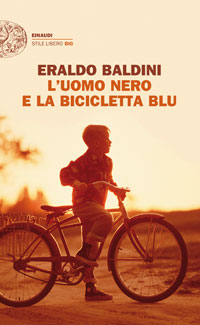 EINAUDI
STILE LIBERO BIG
ERALDO BALDINI
L'UOMO NERO
E LA BICICLETTA BLU